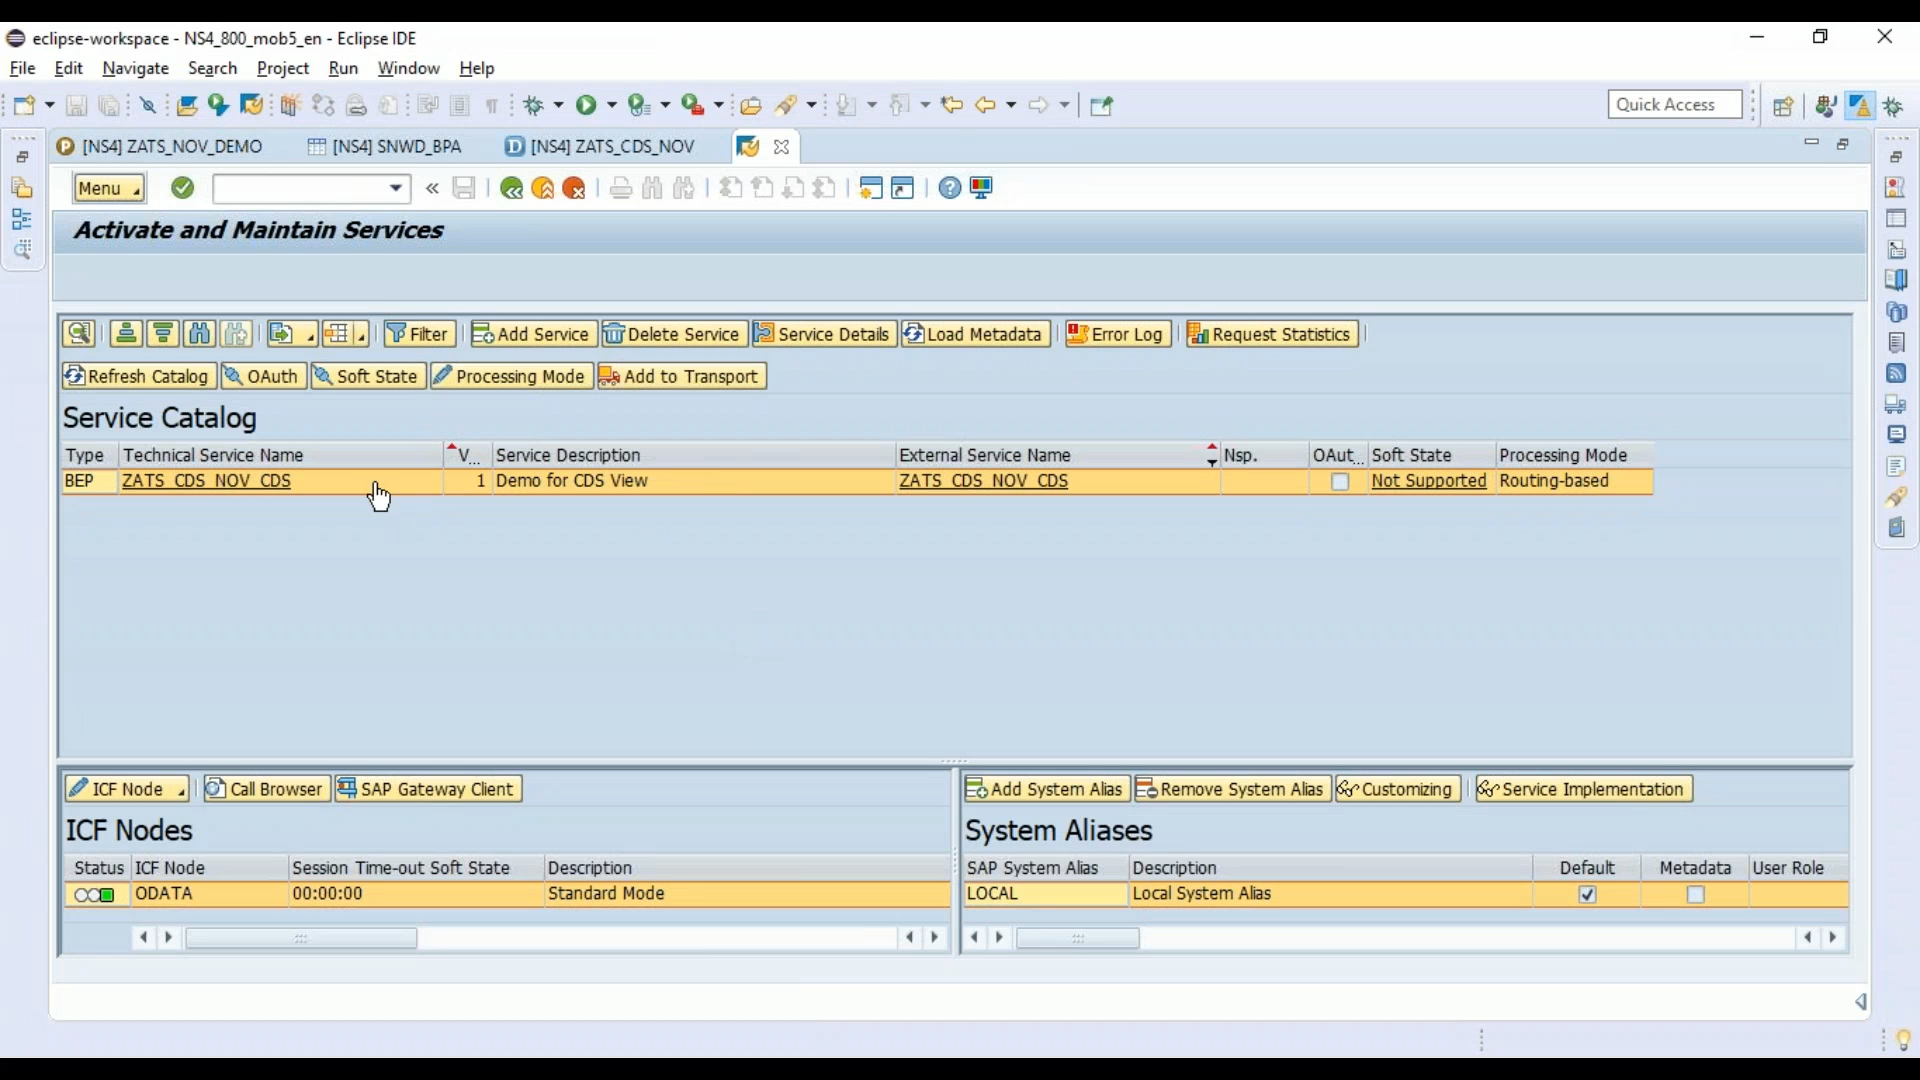 eclipse-workspace - NS4_800_mob5_en - Eclipse IDE
File Edit Navigate Search Project Run Window Help
Quick Access
[NS4] ZATS_NOV_DEMO [NS4] SNWD_BPA [NS4] ZATS_CDS_NOV
Menu
Activate and Maintain Services
Filter Add Service Delete Service Service Details Load Metadata Error Log Request Statistics
Refresh Catalog OAuth Soft State Processing Mode Add to Transport
Service Catalog
Type Technical Service Name V... Service Description External Service Name Nsp. OAut... Soft State Processing Mode
BEP ZATS_CDS_NOV_CDS 1 Demo for CDS View ZATS_CDS_NOV_CDS Not Supported Routing-based
ICF Node Call Browser SAP Gateway Client
Add System Alias Remove System Alias Customizing Service Implementation
ICF Nodes
System Aliases
Status ICF Node Session Time-out Soft State Description
SAP System Alias Description Default Metadata User Role
ODATA 00:00:00 Standard Mode
LOCAL Local System Alias